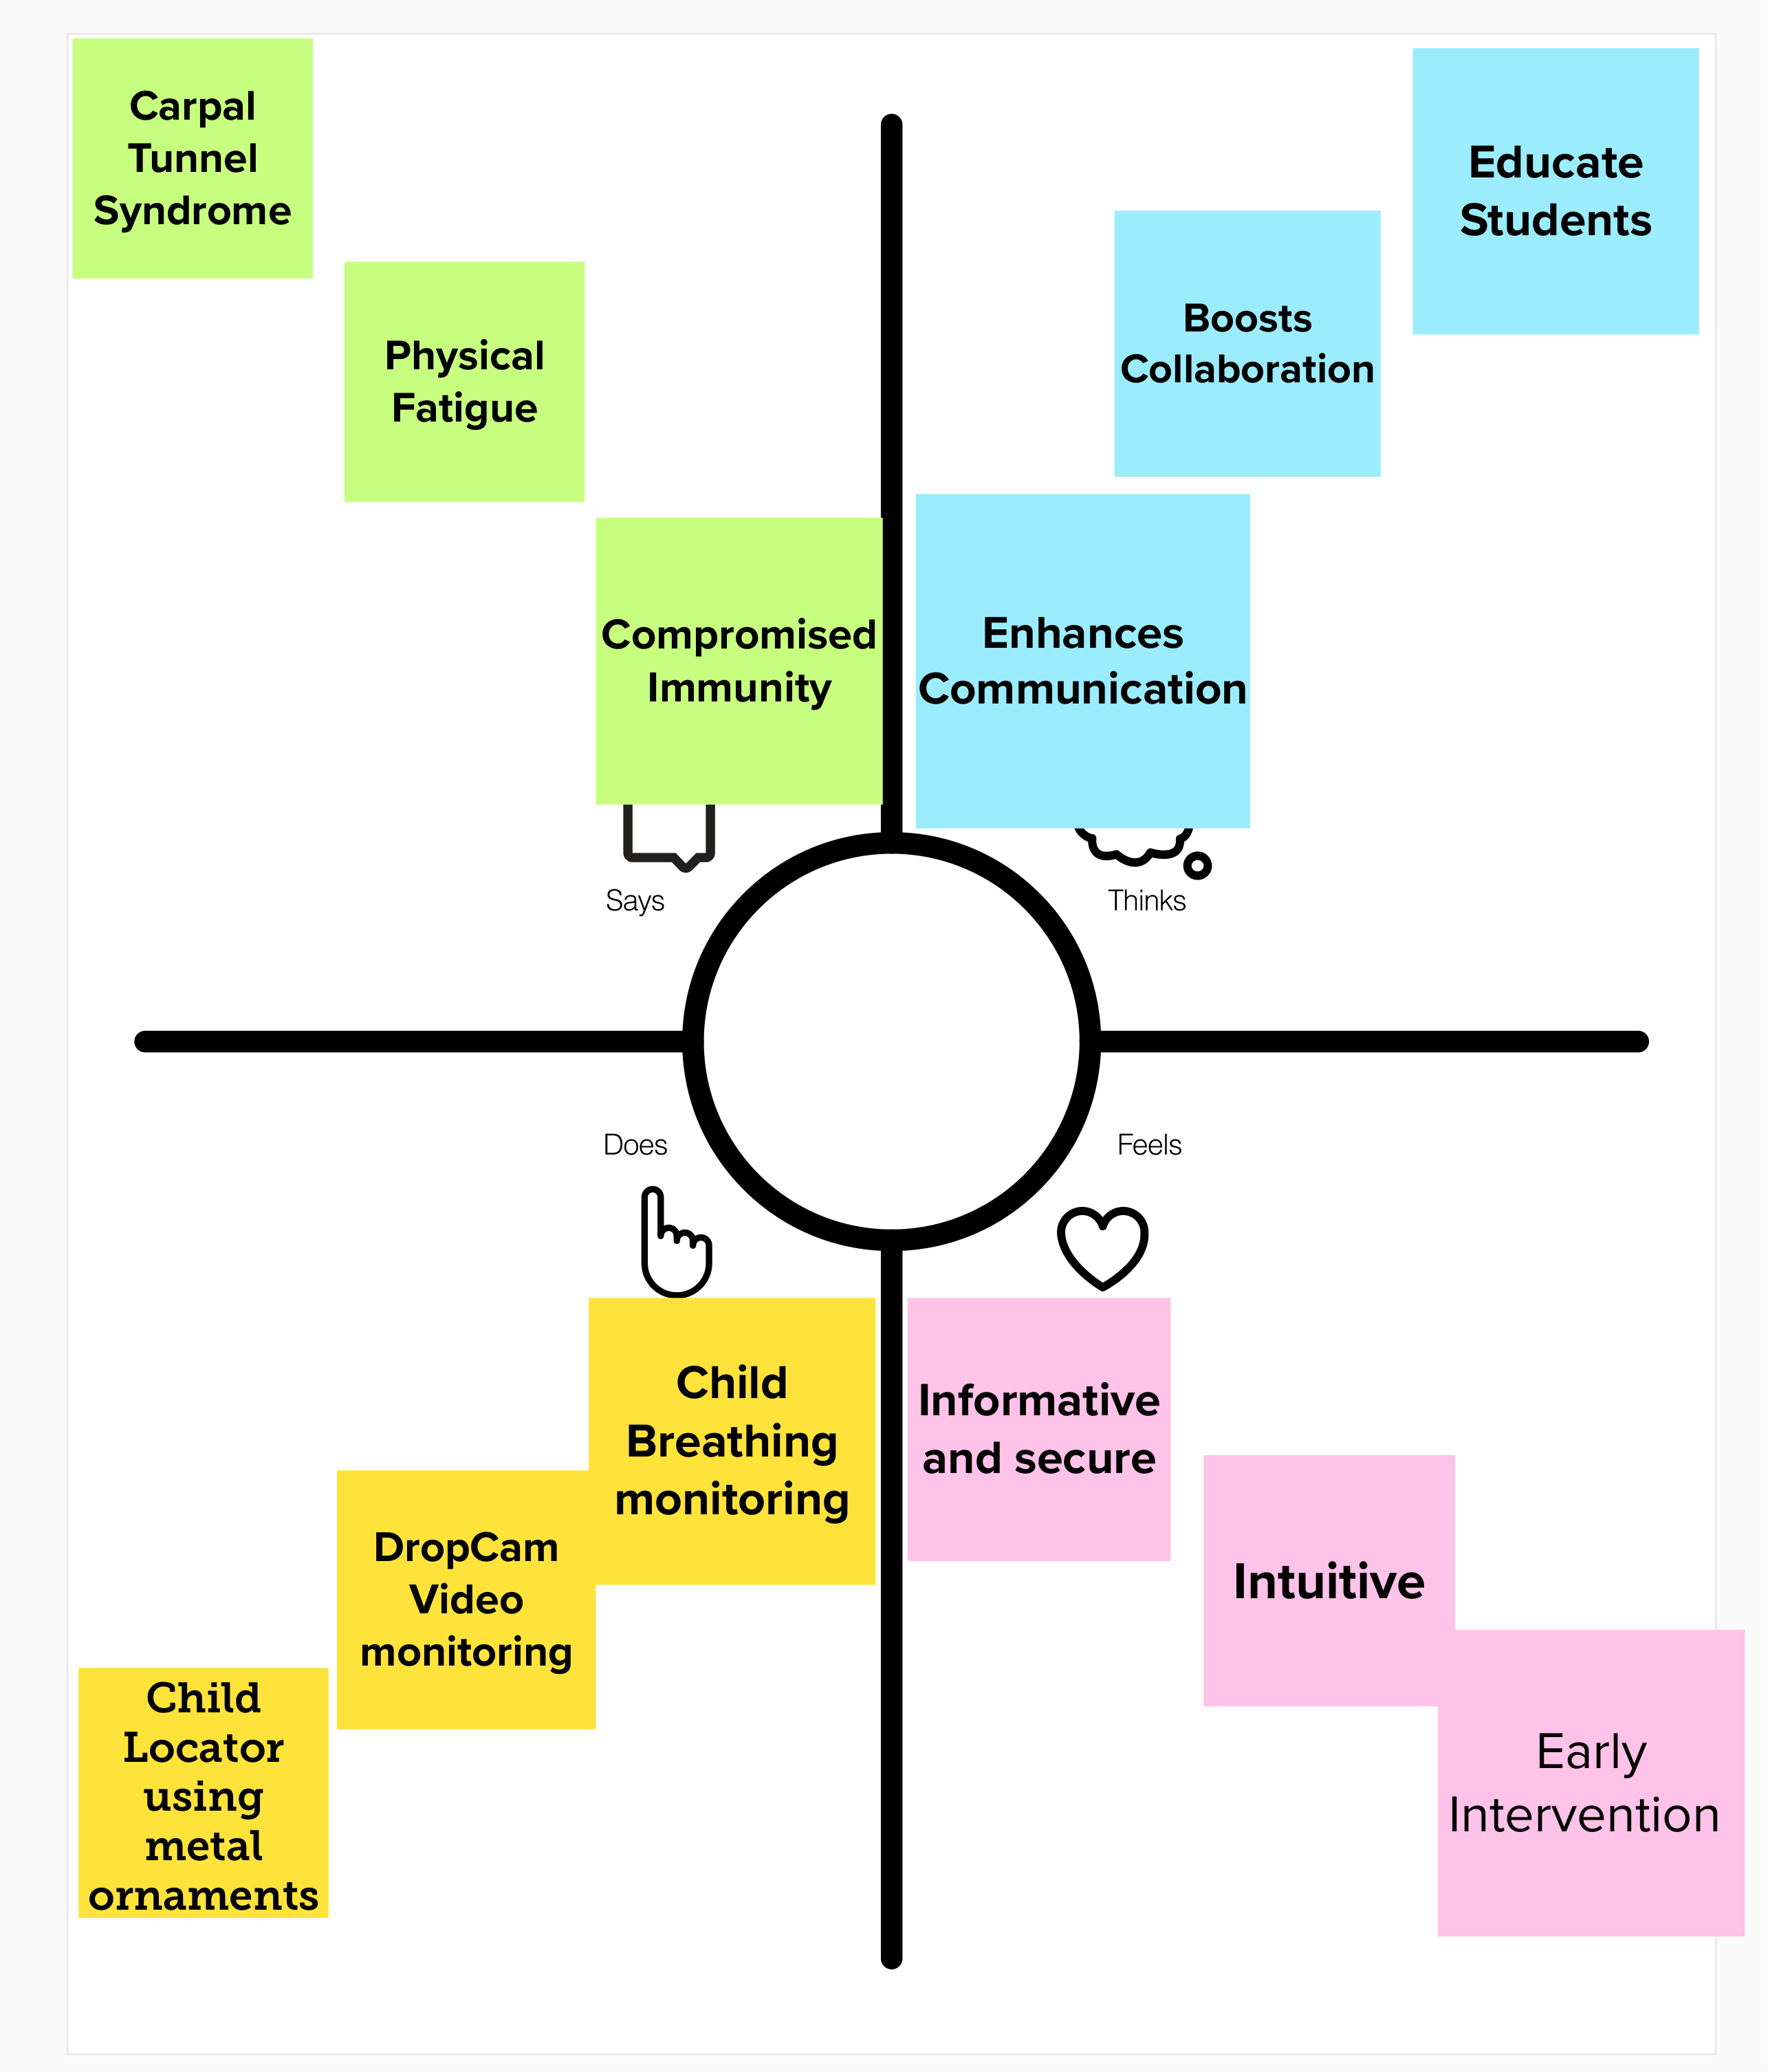 Carpal
Tunnel
Syndrome
Physical
Fatigue
Compromised
Immunity
Says
Educate
Students
Boosts
Collaboration
Enhances
Communication
Thinks
Does
Child
Breathing
monitoring
DropCam
Video
monitoring
Child
Locator
using
metal
ornaments
Feels
Informative
and secure
Intuitive
Early
Intervention